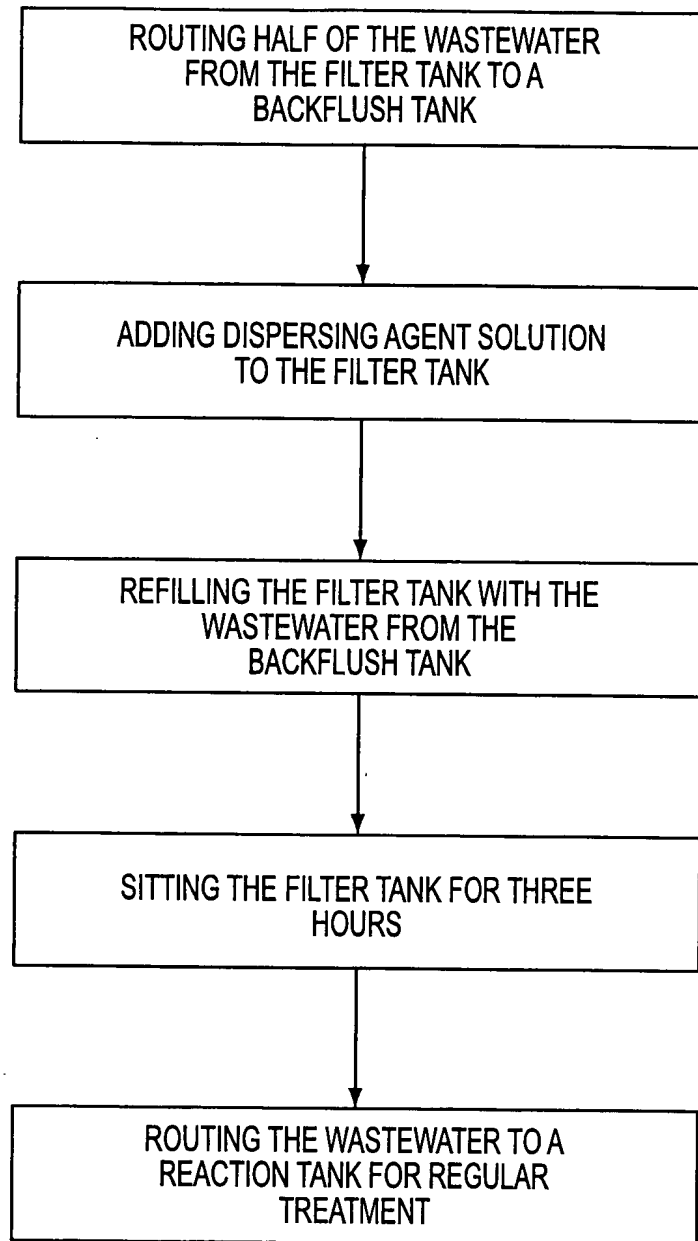 ROUTING HALF OF THE WASTEWATER
FROM THE FILTER TANK TO A
BACKFLUSH TANK
ADDING DISPERSING AGENT SOLUTION
TO THE FILTER TANK
REFILLING THE FILTER TANK WITH THE
WASTEWATER FROM THE
BACKFLUSH TANK
SITTING THE FILTER TANK FOR THREE
HOURS
ROUTING THE WASTEWATER TO A
REACTION TANK FOR REGULAR
TREATMENT